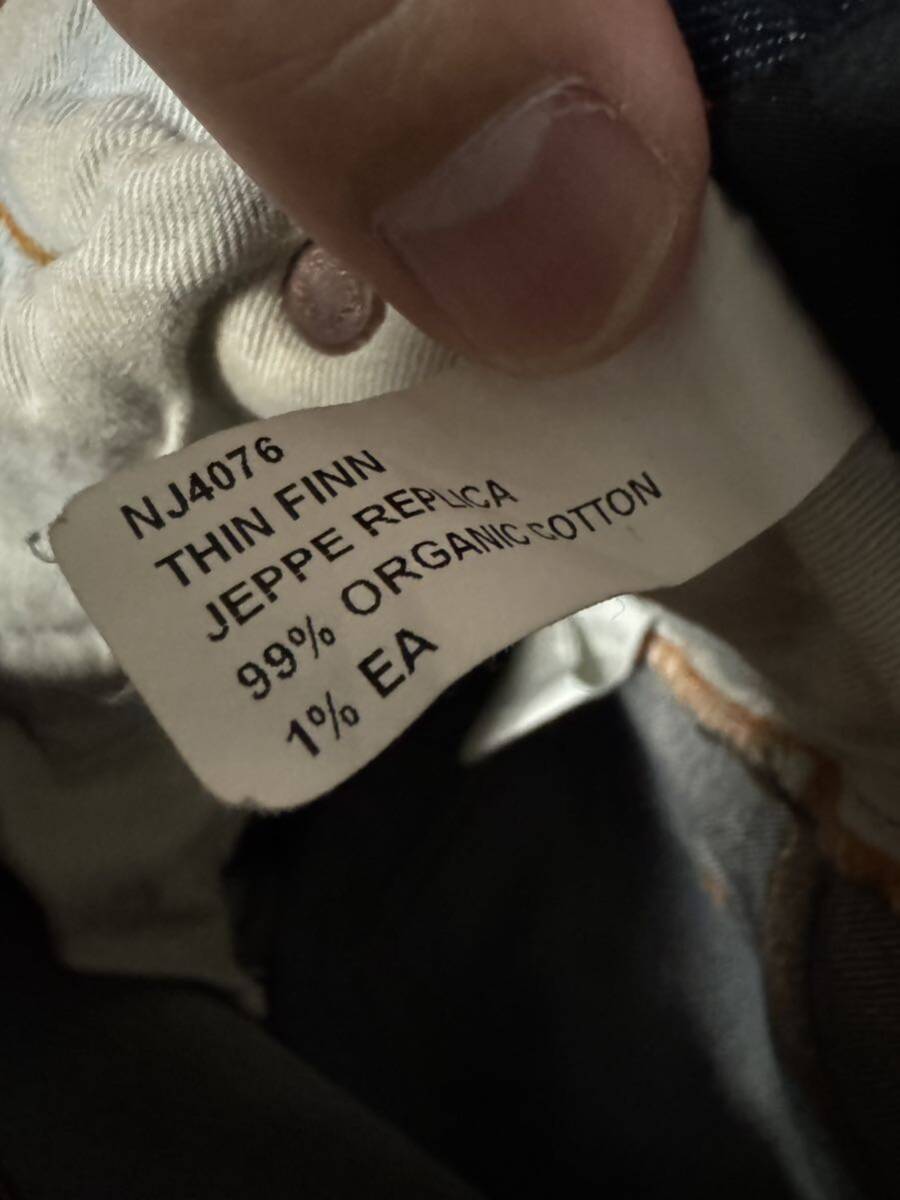 NJ4076
THIN FINN
JEPPE REPLICA
99% ORGANIC COTTON
1% EA